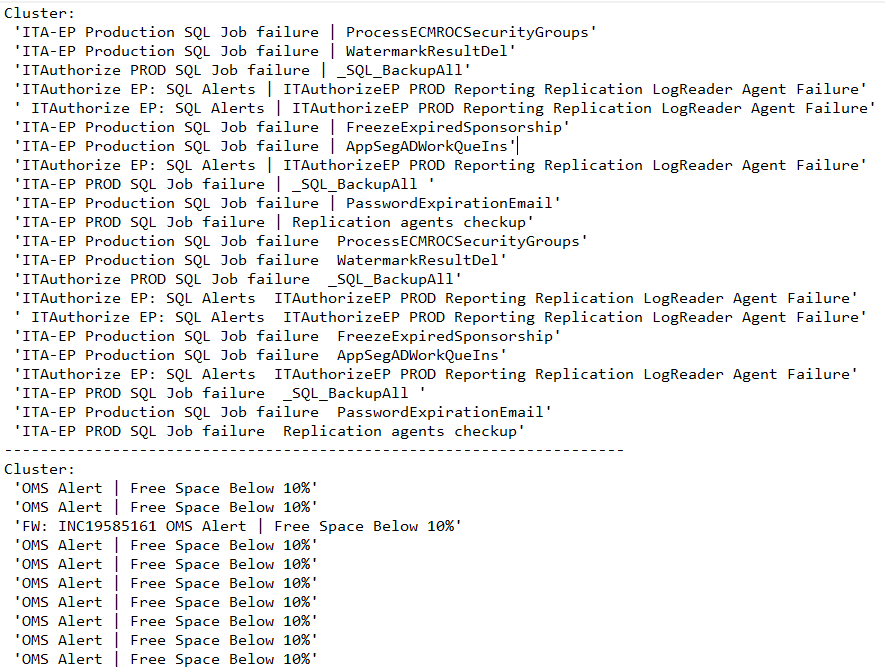 Cluster:
'ITA-EP Production SQL Job failure | ProcessECMROCSecurityGroups'
'ITA-EP Production SQL Job failure | WatermarkResultDel'
'ITAuthorize PROD SQL Job failure | _SQL_BackupAll'
'ITAuthorize EP: SQL Alerts | ITAuthorizeEP PROD Reporting Replication LogReader Agent Failure'
' ITAuthorize EP: SQL Alerts | ITAuthorizeEP PROD Reporting Replication LogReader Agent Failure'
'ITA-EP Production SQL Job failure | FreezeExpiredSponsorship'
'ITA-EP Production SQL Job failure | AppSegADWorkQueIns'
'ITAuthorize EP: SQL Alerts | ITAuthorizeEP PROD Reporting Replication LogReader Agent Failure'
'ITA-EP PROD SQL Job failure | _SQL_BackupAll '
'ITA-EP Production SQL Job failure | PasswordExpirationEmail'
'ITA-EP PROD SQL Job failure | Replication agents checkup'
'ITA-EP Production SQL Job failure  ProcessECMROCSecurityGroups'
'ITA-EP Production SQL Job failure  WatermarkResultDel'
'ITAuthorize PROD SQL Job failure  _SQL_BackupAll'
'ITAuthorize EP: SQL Alerts  ITAuthorizeEP PROD Reporting Replication LogReader Agent Failure'
' ITAuthorize EP: SQL Alerts  ITAuthorizeEP PROD Reporting Replication LogReader Agent Failure'
'ITA-EP Production SQL Job failure  FreezeExpiredSponsorship'
'ITA-EP Production SQL Job failure  AppSegADWorkQueIns'
'ITAuthorize EP: SQL Alerts  ITAuthorizeEP PROD Reporting Replication LogReader Agent Failure'
'ITA-EP PROD SQL Job failure  _SQL_BackupAll '
'ITA-EP Production SQL Job failure  PasswordExpirationEmail'
'ITA-EP PROD SQL Job failure  Replication agents checkup'
---------------------------------------------------------------------
Cluster:
'OMS Alert | Free Space Below 10%'
'OMS Alert | Free Space Below 10%'
'FW: INC19585161 OMS Alert | Free Space Below 10%'
'OMS Alert | Free Space Below 10%'
'OMS Alert | Free Space Below 10%'
'OMS Alert | Free Space Below 10%'
'OMS Alert | Free Space Below 10%'
'OMS Alert | Free Space Below 10%'
'OMS Alert | Free Space Below 10%'
'OMS Alert | Free Space Below 10%'